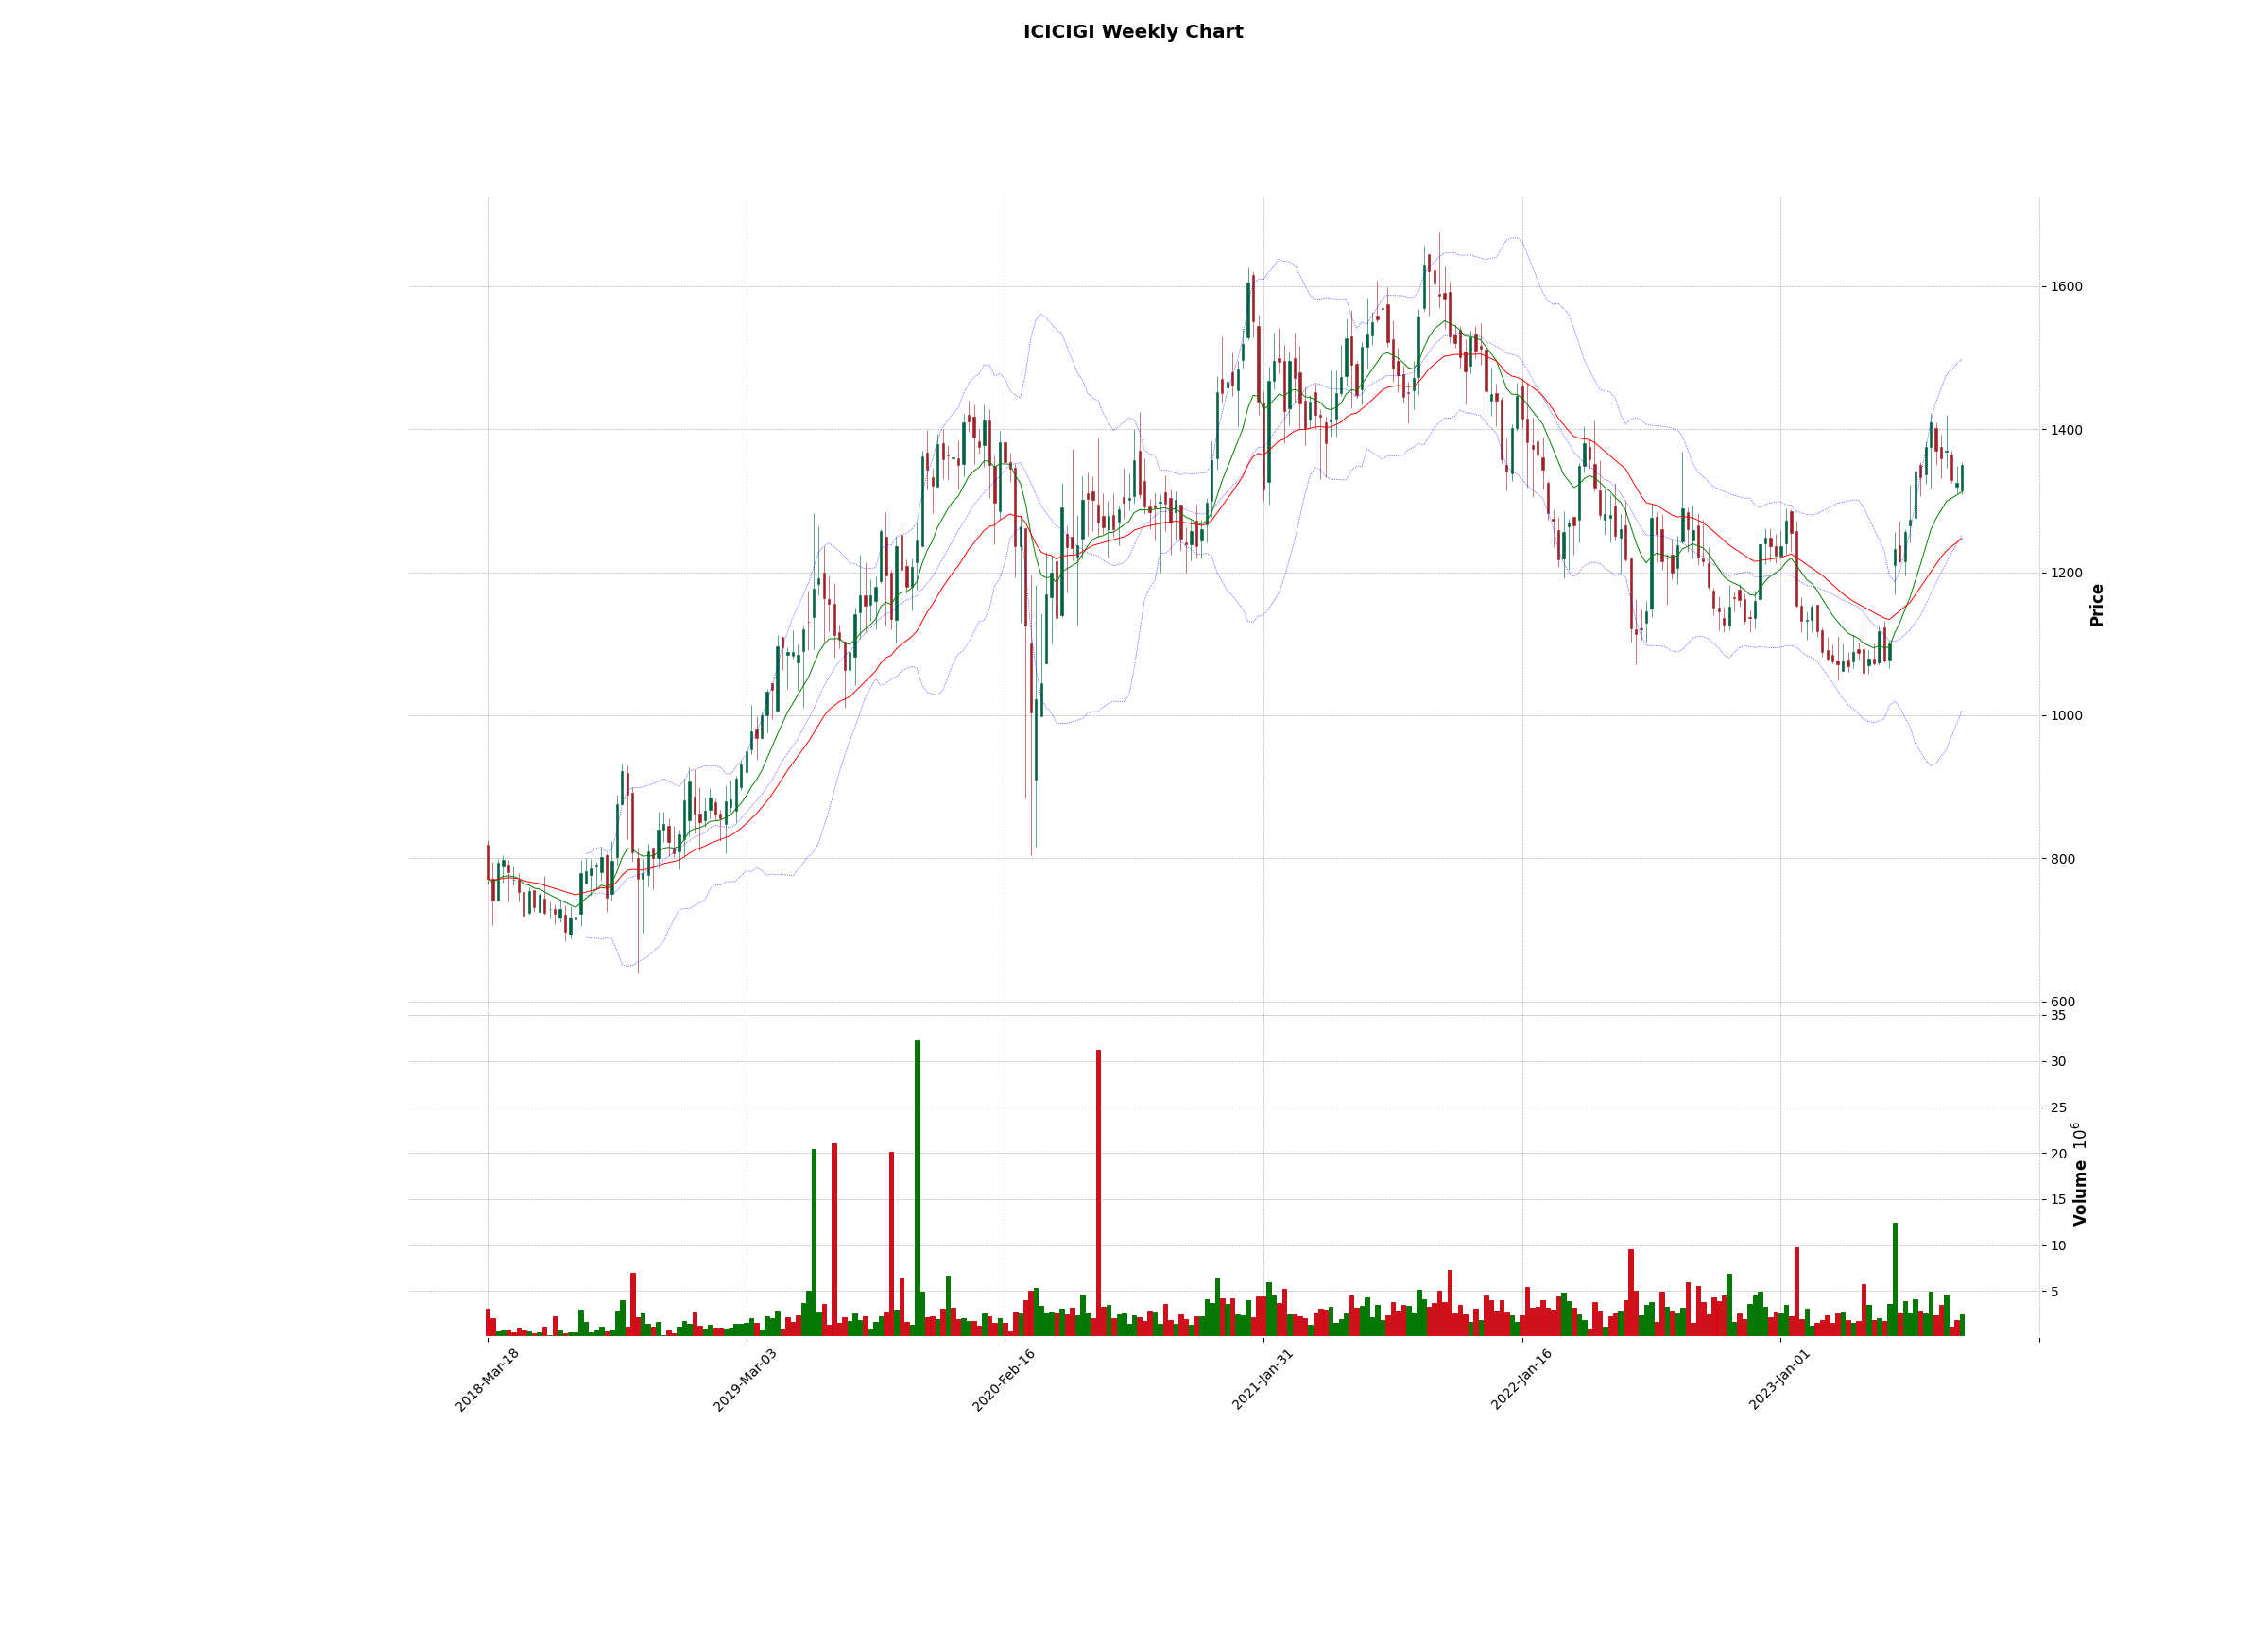 ICICIGI Weekly Chart
1600
1400
1200
1000
800
600
Price
35
30
25
20
15
10
5
Volume 10^6
2018-Mar-18
2019-Mar-03
2020-Feb-16
2021-Jan-31
2022-Jan-16
2023-Jan-01